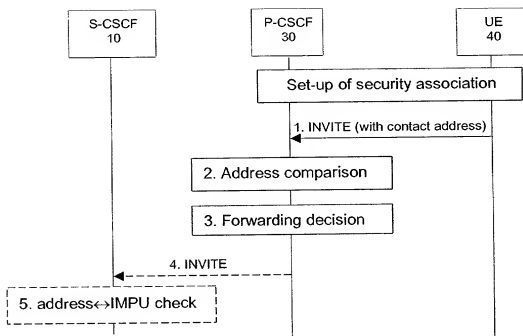 S-CSCF
10
P-CSCF
30
UE
40
Set-up of security association
1. INVITE (with contact address)
2. Address comparison
3. Forwarding decision
4. INVITE
5. address↔IMPU check